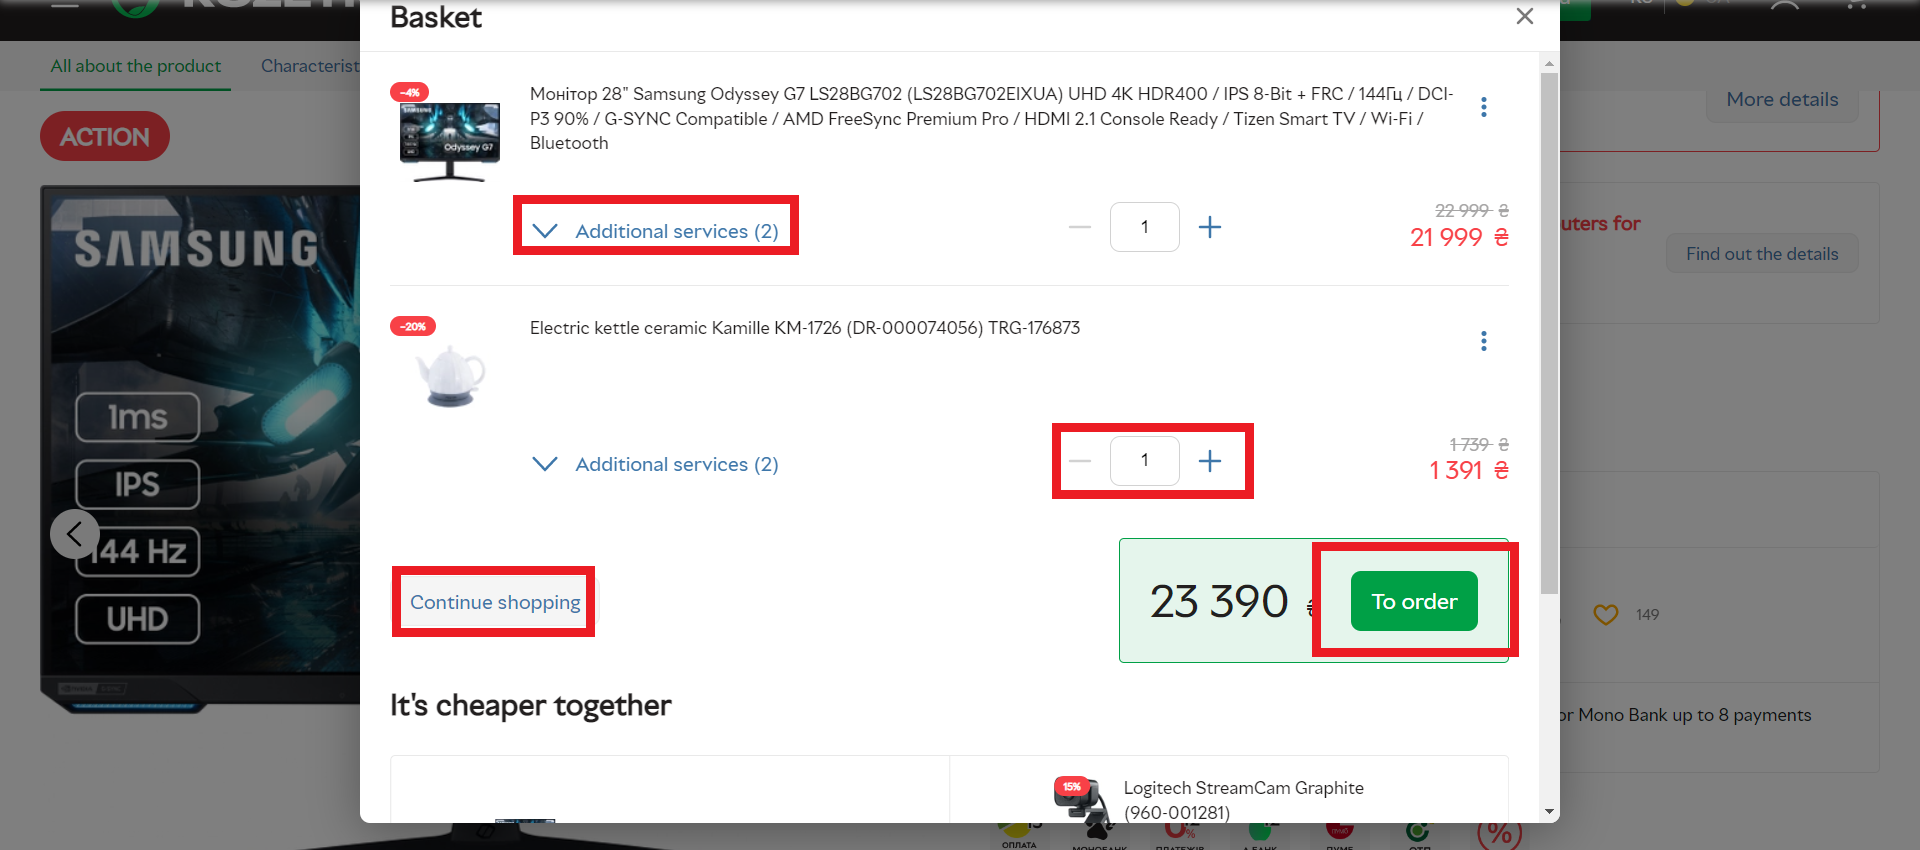 Basket
All about the product
Characterist
More details
ACTION
-4%
SAMSUNG
Odyssey G7
Монітор 28" Samsung Odyssey G7 LS28BG702 (LS28BG702EIXUA) UHD 4K HDR400 / IPS 8-Bit + FRC / 144Гц / DCI-
P3 90% / G-SYNC Compatible / AMD FreeSync Premium Pro / HDMI 2.1 Console Ready / Tizen Smart TV / Wi-Fi /
Bluetooth
Additional services (2)
1
22 999 ₴
21 999 ₴
uters for
Find out the details
SAMSUNG
1ms
IPS
144 Hz
UHD
-20%
Electric kettle ceramic Kamille KM-1726 (DR-000074056) TRG-176873
Additional services (2)
1
1 739 ₴
1 391 ₴
Continue shopping
23 390 ₴
To order
149
It's cheaper together
or Mono Bank up to 8 payments
15%
Logitech StreamCam Graphite
(960-001281)
ОПЛАТА
%